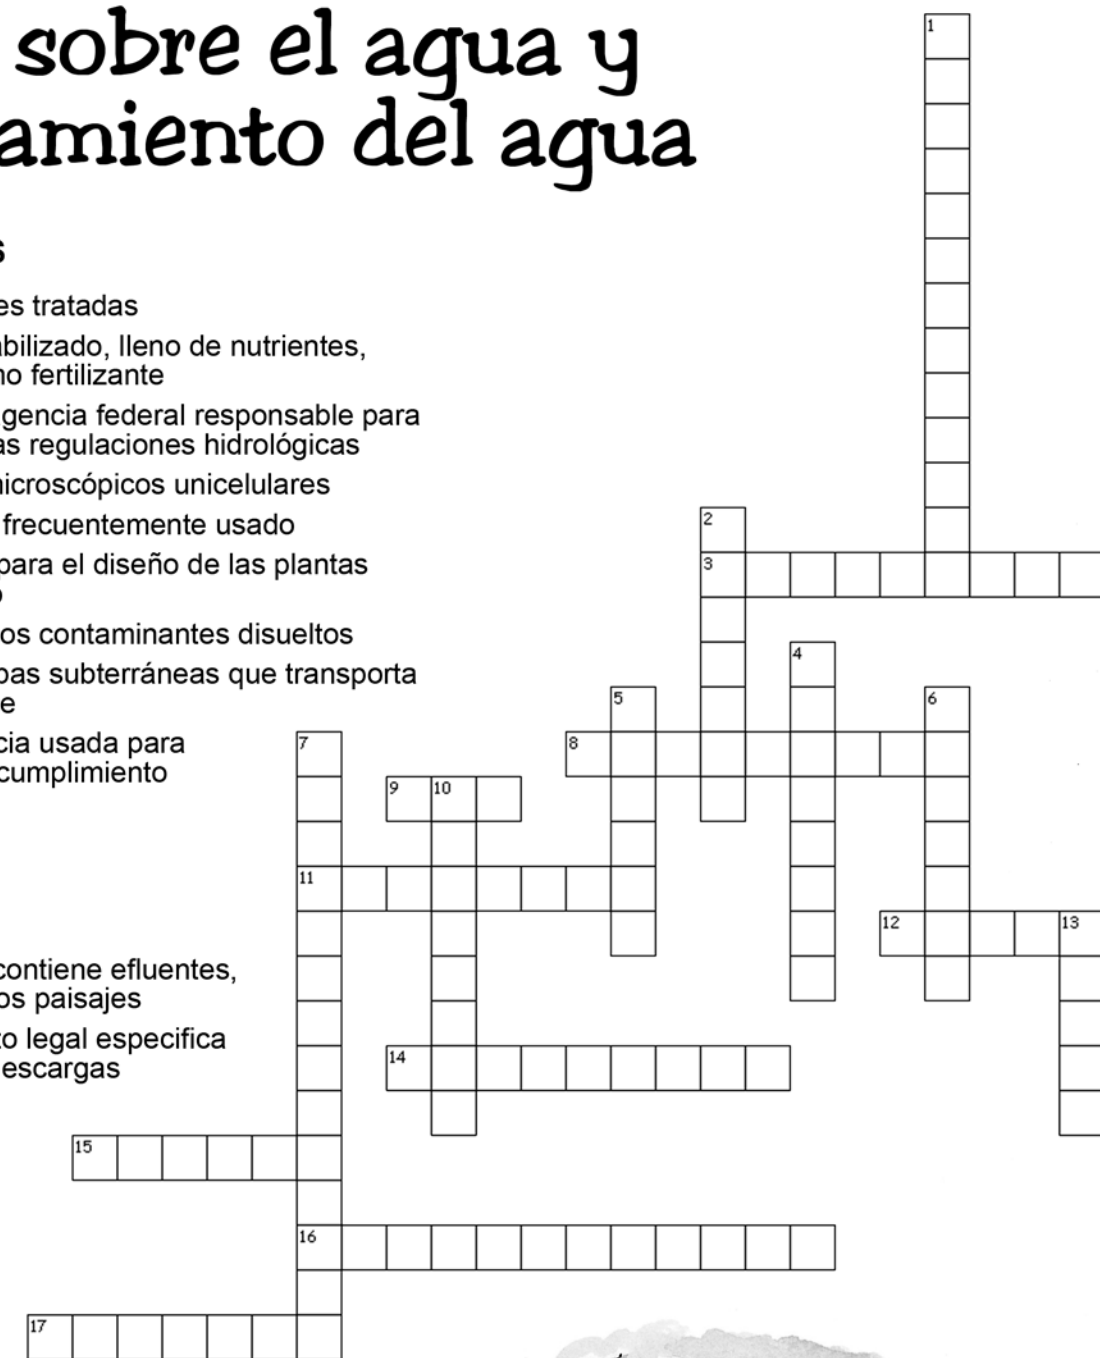 sobre el agua y
amiento del agua
s
es tratadas
abilizado, lleno de nutrientes,
no fertilizante
gencia federal responsable para
as regulaciones hidrológicas
nicroscópicos unicelulares
frecuentemente usado
para el diseño de las plantas
o
os contaminantes disueltos
bas subterráneas que transporta
e
cia usada para
cumplimiento
contiene efluentes,
os paisajes
to legal especifica
escargas
1
2
3
4
5
6
7
8
9 10
11
12 13
14
15
16
17